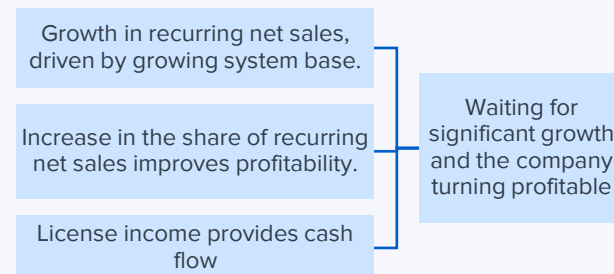 Growth in recurring net sales,
driven by growing system base.
Increase in the share of recurring
net sales improves profitability.
License income provides cash
flow
Waiting for
significant growth
and the company
turning profitable